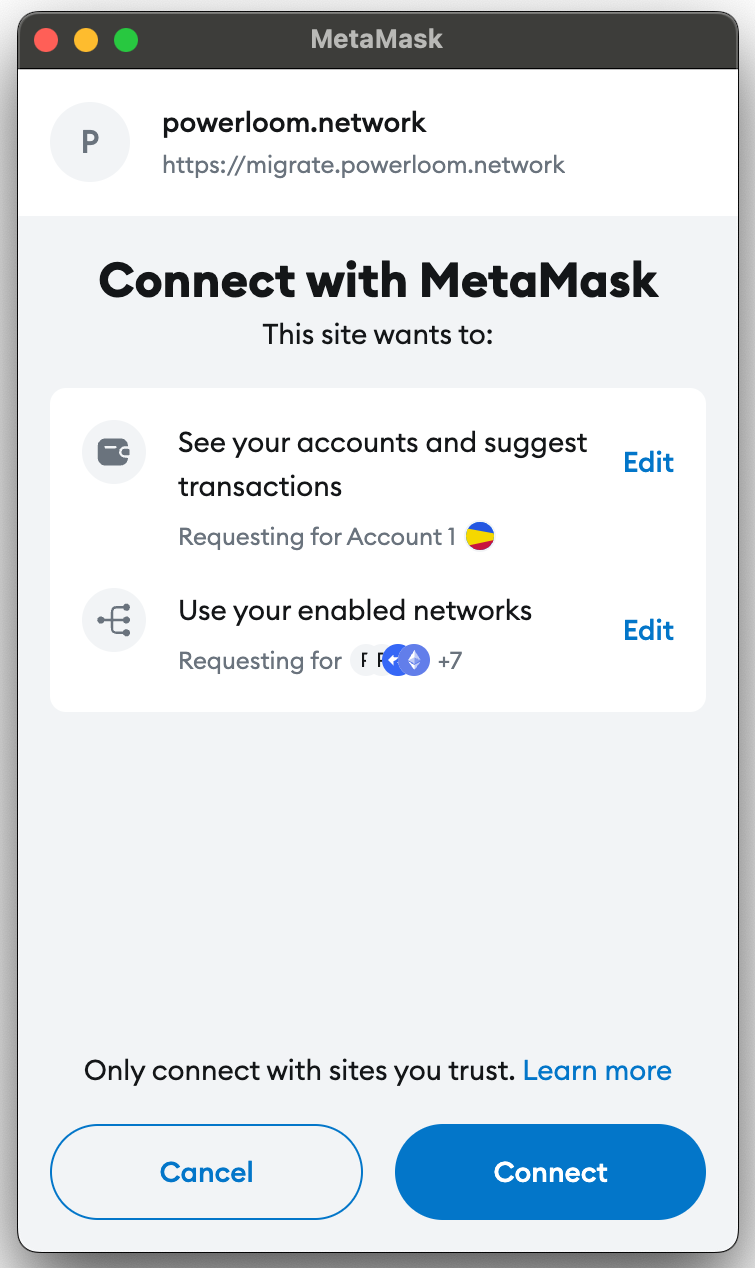 MetaMask
P
powerloom.network
https://migrate.powerloom.network
Connect with MetaMask
This site wants to:
See your accounts and suggest
transactions
Edit
Requesting for Account 1
Use your enabled networks
Edit
Requesting for P P +7
Only connect with sites you trust. Learn more
Cancel
Connect